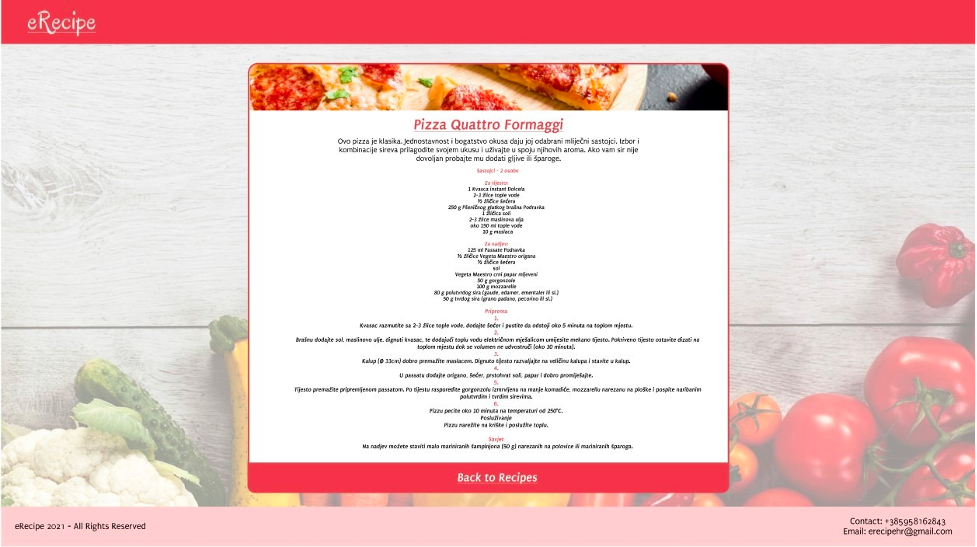 eRecipe
Pizza Quattro Formaggi
Ovo pizza je klasika. Jednostavnost i bogatstvo okusa daju joj odabrani mliječni sastojci. Izbor i
kombinacije sireva prilagodite svojem ukusu i uživajte u spoju njihovih aroma. Ako vam sir nije
dovoljan probajte mu dodati gljive ili šparoge.
Sastojci - 2 osobe
Za tijesto:
1 Kvasca Instant Dolcela
2-3 žlice tople vode
½ žličice šećera
250 g Pšeničnog glatkog brašna Podravka
1 žličica soli
2-3 žlice maslinova ulja
oko 150 ml tople vode
10 g maslaca
Za nadjev:
125 ml Passate Podravka
½ žličice Vegeta Maestro origana
½ žličice šećera
sol
Vegeta Maestro crni papar mljeveni
50 g gorgonzole
100 g mozzarelle
80 g polutvrdog sira (gauda, edamer, ementaler ili sl.)
50 g tvrdog sira (grano padano, pecorino ili sl.)
Priprema
1.
Kvasac razmutite sa 2-3 žlice tople vode, dodajte šećer i pustite da odstoji oko 5 minuta na toplom mjestu.
2.
Brašnu dodajte sol, maslinovo ulje, dignuti kvasac, te dodajući toplu vodu električnom mješalicom umijesite mekano tijesto. Pokriveno tijesto ostavite dizati na
toplom mjestu dok se volumen ne udvostruči (oko 30 minuta).
3.
Kalup (Φ 33cm) dobro premažite maslacem. Dignuto tijesto razvaljajte na veličinu kalupa i stavite u kalup.
4.
U passatu dodajte origano, šećer, prstohvat soli, papar i dobro promiješajte.
5.
Tijesto premažite pripremljenom passatom. Po tijestu rasporedite gorgonzolu izmrvljenu na manje komadiće, mozzarellu narezanu na ploške i pospite naribanim
polutvrdim i tvrdim sirevima.
6.
Pizzu pecite oko 10 minuta na temperaturi od 250°C.
Posluživanje
Pizzu narežite na kriške i poslužite toplu.
Savjet
Na nadjev možete staviti malo mariniranih šampinjona (50 g) narezanih na polovice ili mariniranih šparoga.
Back to Recipes
eRecipe 2021 - All Rights Reserved
Contact: +385958162843
Email: erecipehr@gmail.com